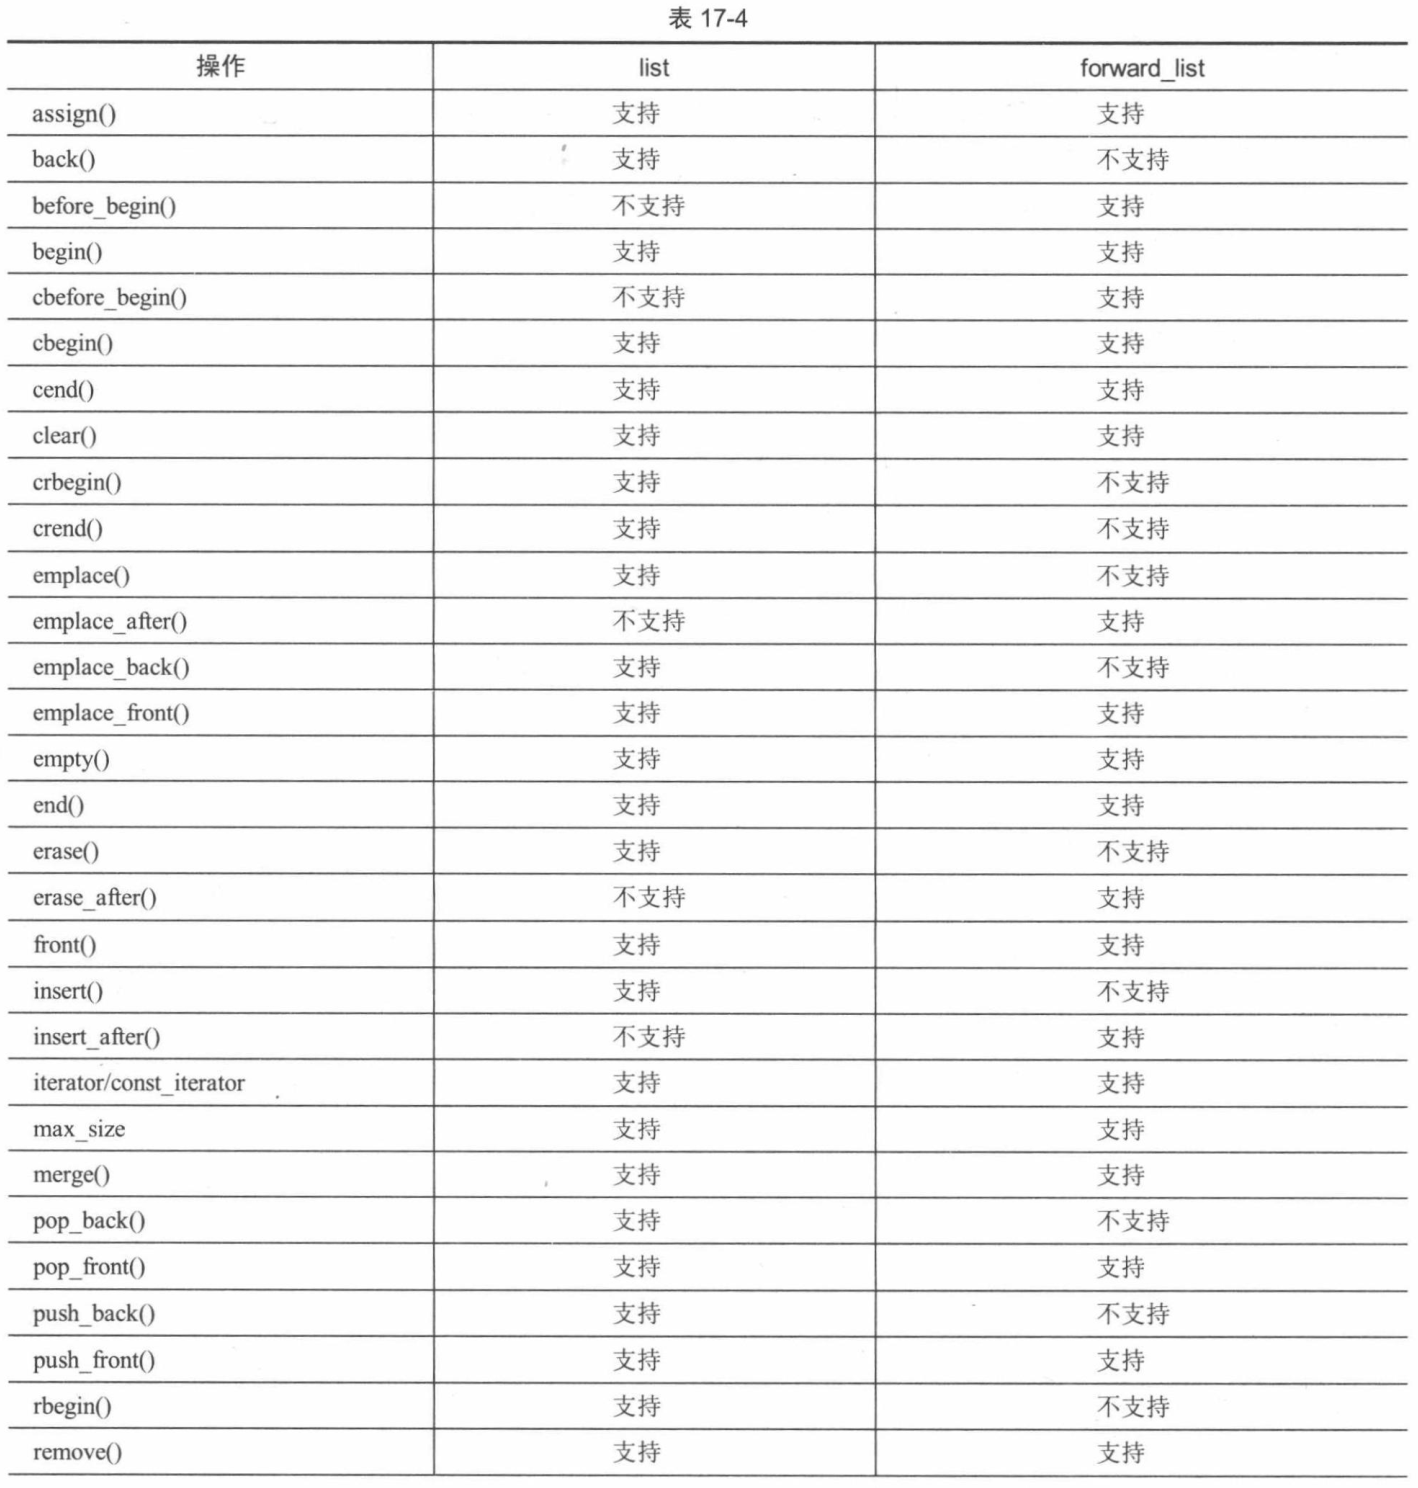 表 17-4
操作 list forward_list
assign() 支持 支持
back() 支持 不支持
before_begin() 不支持 支持
begin() 支持 支持
cbefore_begin() 不支持 支持
cbegin() 支持 支持
cend() 支持 支持
clear() 支持 支持
crbegin() 支持 不支持
crend() 支持 不支持
emplace() 支持 不支持
emplace_after() 不支持 支持
emplace_back() 支持 不支持
emplace_front() 支持 支持
empty() 支持 支持
end() 支持 支持
erase() 支持 不支持
erase_after() 不支持 支持
front() 支持 支持
insert() 支持 不支持
insert_after() 不支持 支持
iterator/const_iterator 支持 支持
max_size 支持 支持
merge() 支持 支持
pop_back() 支持 不支持
pop_front() 支持 支持
push_back() 支持 不支持
push_front() 支持 支持
rbegin() 支持 不支持
remove() 支持 支持